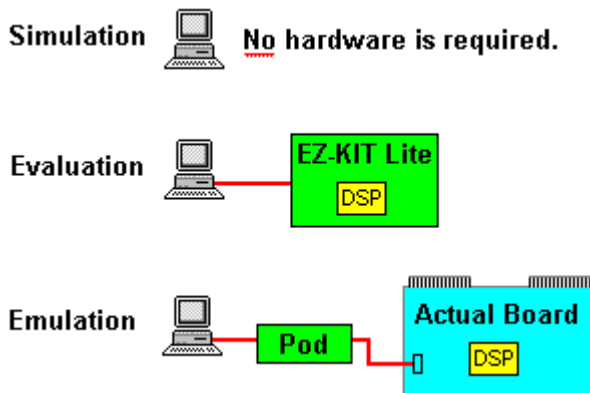 Simulation
No hardware is required.
Evaluation
EZ-KIT Lite
DSP
Emulation
Pod
Actual Board
DSP